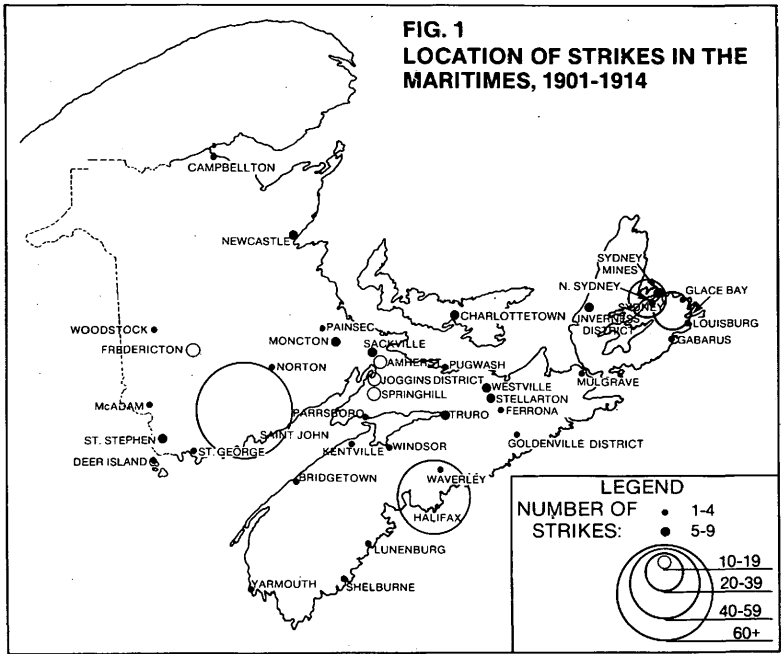 FIG. 1
LOCATION OF STRIKES IN THE
MARITIMES, 1901-1914
CAMPBELLTON
NEWCASTLE
SYDNEY
MINES
N. SYDNEY
GLACE BAY
SYDNEY
CHARLOTTETOWN
INVERNESS
DISTRICT
LOUISBURG
GABARUS
WOODSTOCK
PAINSEC
MONCTON
SACKVILLE
FREDERICTON
AMHERST
PUGWASH
NORTON
JOGGINS DISTRICT
MULGRAVE
WESTVILLE
SPRINGHILL
STELLARTON
McADAM
FERRONA
PARRSBORO
TRURO
SAINT JOHN
ST. STEPHEN
GOLDENVILLE DISTRICT
ST. GEORGE
KENTVILLE
WINDSOR
DEER ISLAND
BRIDGETOWN
WAVERLEY
HALIFAX
LUNENBURG
YARMOUTH
SHELBURNE
LEGEND
NUMBER OF
STRIKES:
1-4
5-9
10-19
20-39
40-59
60+